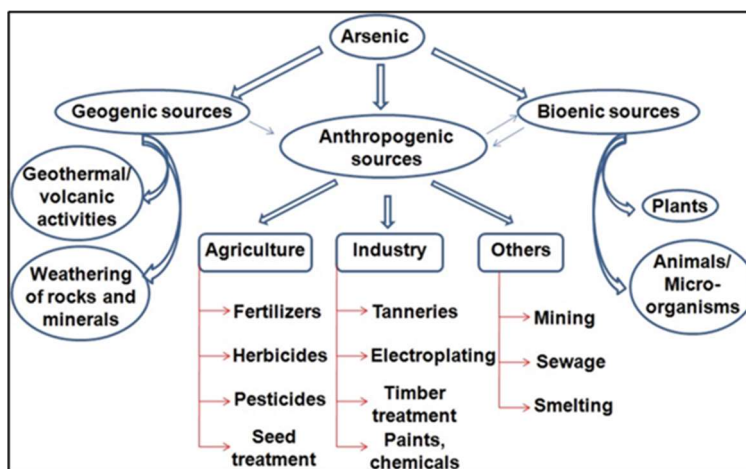 Arsenic
Geogenic sources
Bioenic sources
Anthropogenic
sources
Geothermal/
volcanic
activities
Weathering
of rocks and
minerals
Plants
Animals/
Micro-
organisms
Agriculture
Industry
Others
Fertilizers
Herbicides
Pesticides
Seed
treatment
Tanneries
Electroplating
Timber
treatment
Paints,
chemicals
Mining
Sewage
Smelting